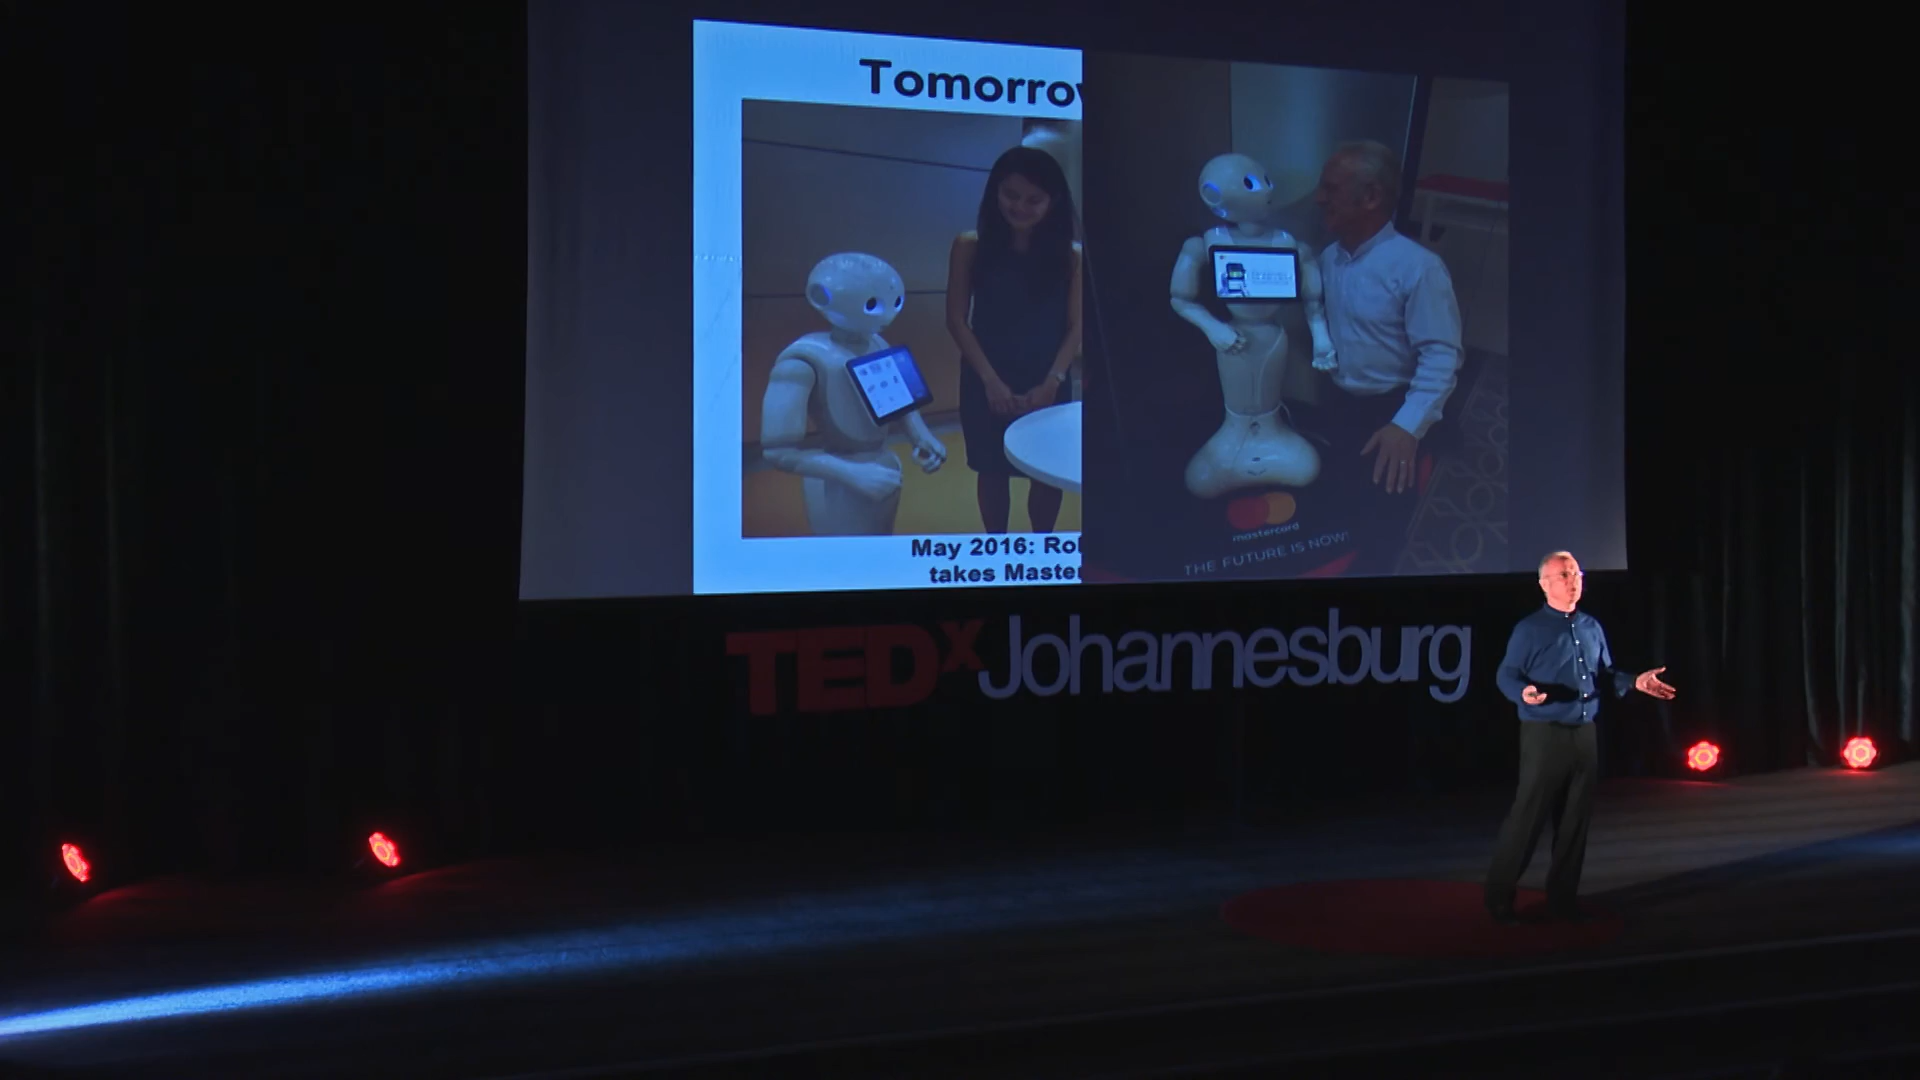 Tomorrow
May 2016: Ro
takes Master
mastercard
THE FUTURE IS NOW!
TEDxJohannesburg